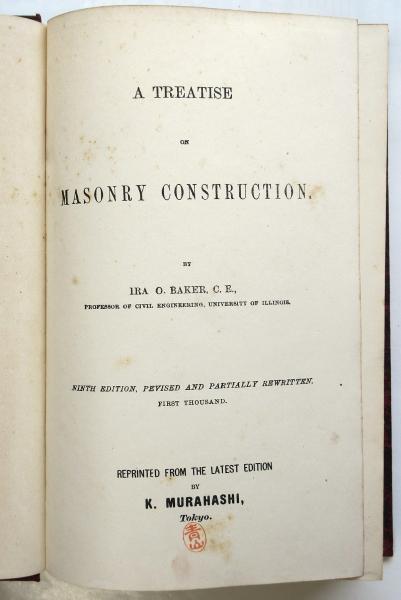 A TREATISE
ON
MASONRY CONSTRUCTION.
BY
IRA O. BAKER, C. E.,
PROFESSOR OF CIVIL ENGINEERING, UNIVERSITY OF ILLINOIS.
NINTH EDITION, PEVISED AND PARTIALLY REWRITTEN.
FIRST THOUSAND.
REPRINTED FROM THE LATEST EDITION
BY
K. MURAHASHI,
Tokyo.
青山